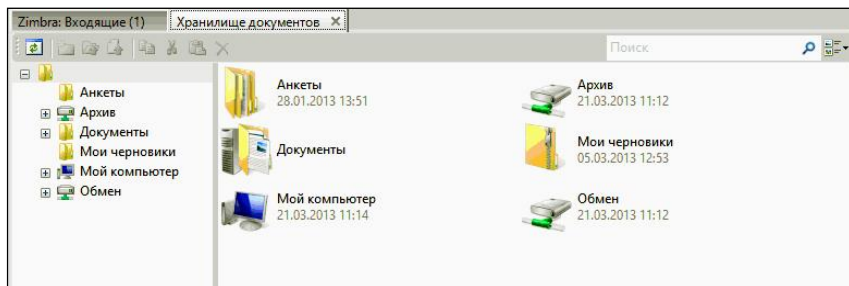 Zimbra: Входящие (1)
Хранилище документов
Поиск
Анкеты
Архив
Документы
Мои черновики
Мой компьютер
Обмен
Анкеты
28.01.2013 13:51
Архив
21.03.2013 11:12
Документы
Мои черновики
05.03.2013 12:53
Мой компьютер
21.03.2013 11:14
Обмен
21.03.2013 11:12